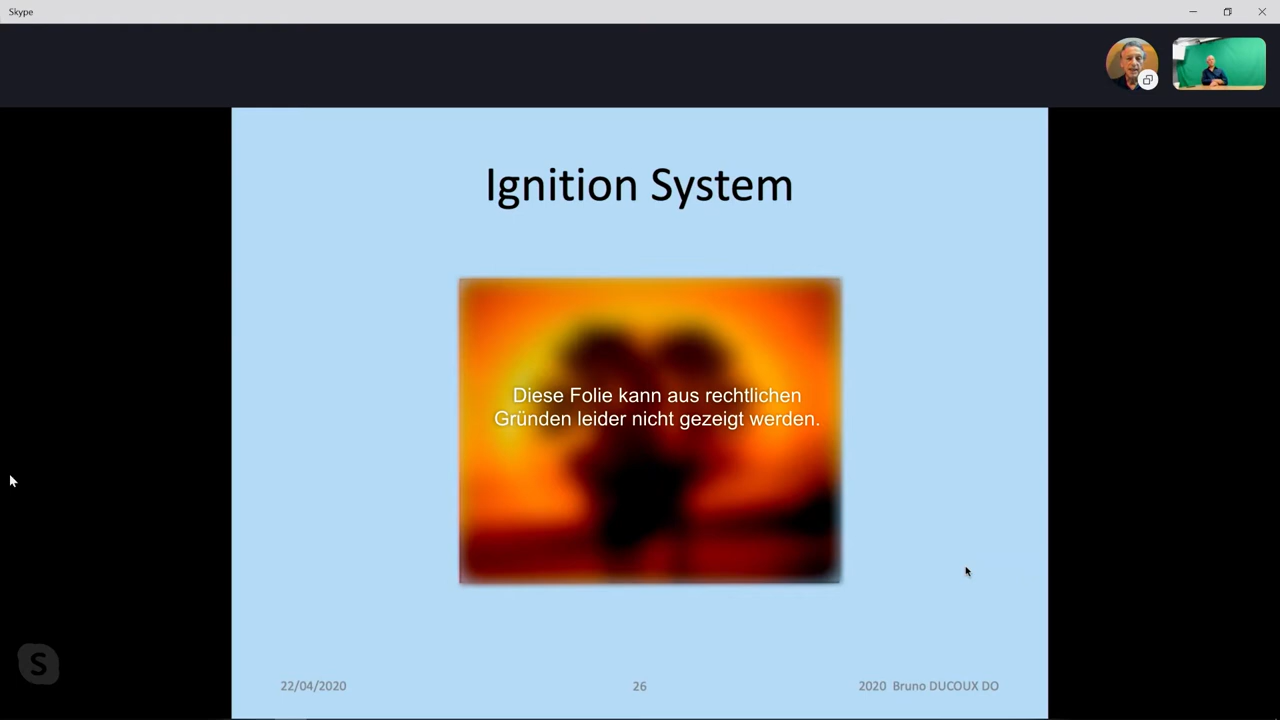 Skype
Ignition System
Diese Folie kann aus rechtlichen
Gründen leider nicht gezeigt werden.
S
22/04/2020
26
2020 Bruno DUCOUX DO